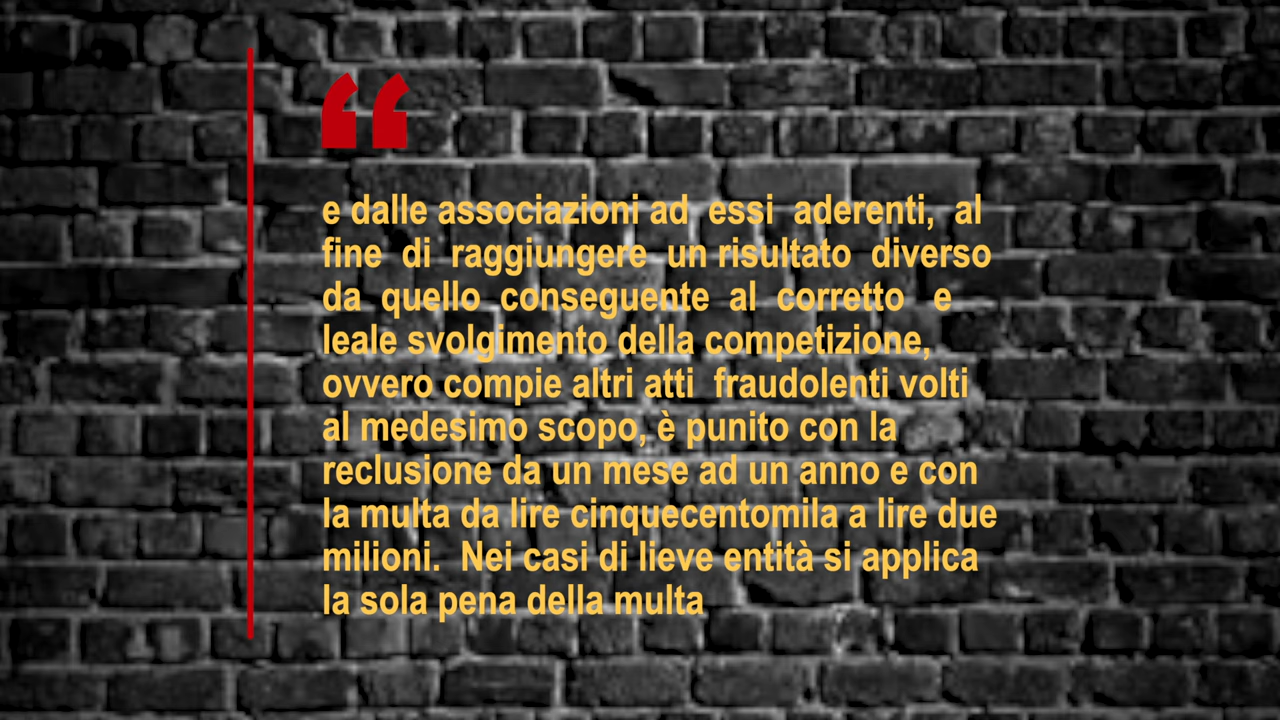 “
e dalle associazioni ad  essi  aderenti,  al
fine  di  raggiungere  un risultato  diverso
da  quello  conseguente  al  corretto   e
leale svolgimento della competizione,
ovvero compie altri atti  fraudolenti volti
al medesimo scopo, è punito con la
reclusione da un mese ad un anno e con
la multa da lire cinquecentomila a lire due
milioni.  Nei casi di lieve entità si applica
la sola pena della multa